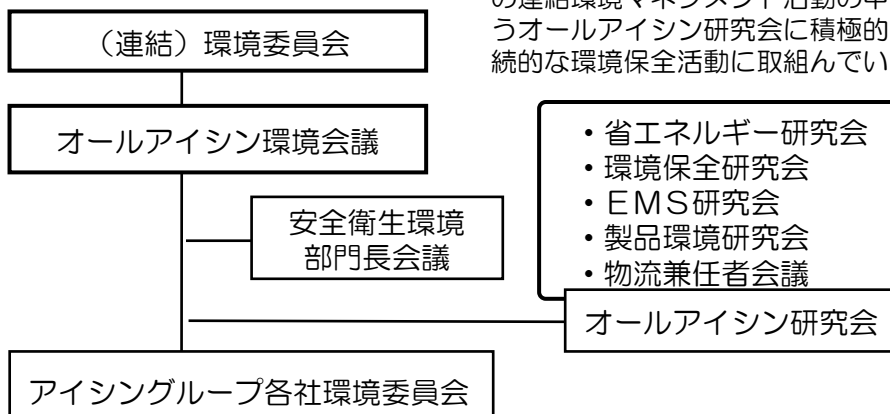 の連結環境マネジメント活動の中
うオールアイシン研究会に積極的
続的な環境保全活動に取組んでい
（連結）環境委員会
オールアイシン環境会議
安全衛生環境
部門長会議
・省エネルギー研究会
・環境保全研究会
・ＥＭＳ研究会
・製品環境研究会
・物流兼任者会議
オールアイシン研究会
アイシングループ各社環境委員会